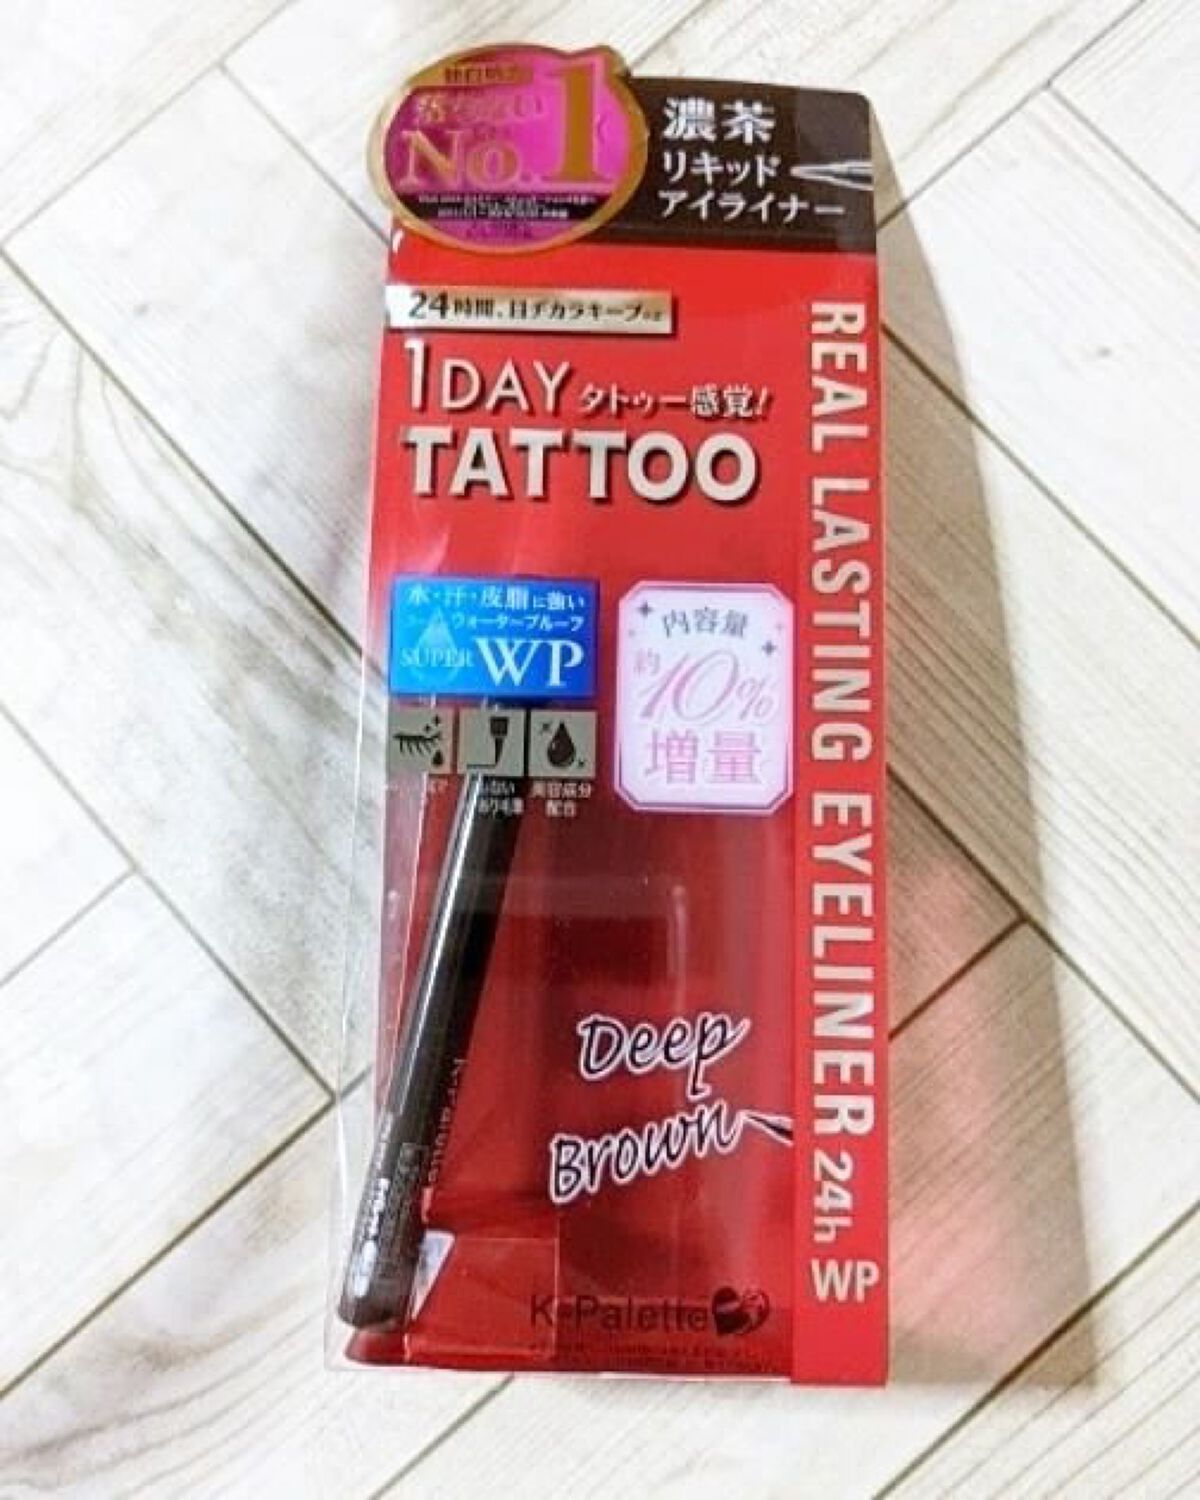 No.1
濃茶
リキッド
アイライナー
24時間、目ヂカラキープ
1DAY タトゥー感覚!
TATTOO
水・汗・皮脂に強い
ウォータープルーフ
SUPER WP
内容量
約10%
増量
美容成分
配合
Deep
Brown
K-Palette
REAL LASTING EYELINER 24h WP